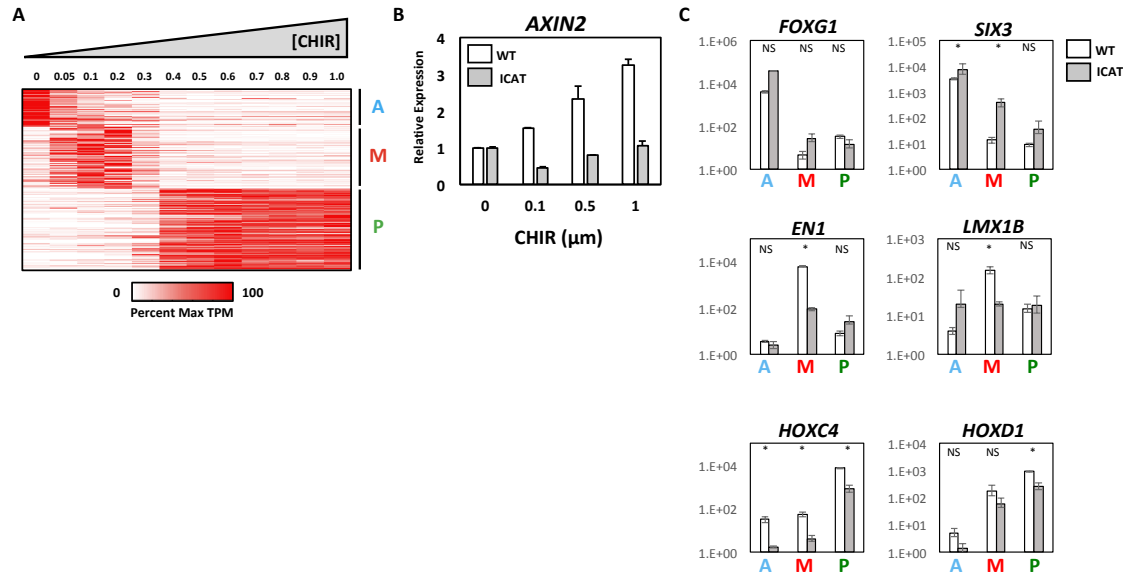 A
[CHIR]
0 0.05 0.1 0.2 0.3 0.4 0.5 0.6 0.7 0.8 0.9 1.0
A
M
P
0 100
Percent Max TPM
B
AXIN2
4
3
2
1
0
Relative Expression
WT
ICAT
0 0.1 0.5 1
CHIR (μm)
C
FOXG1
1.E+06
1.E+04
1.E+02
1.E+00
NS NS NS
A M P
SIX3
1.E+05
1.E+04
1.E+03
1.E+02
1.E+01
1.E+00
* * NS
A M P
WT
ICAT
EN1
1.E+04
1.E+02
1.E+00
NS * NS
A M P
LMX1B
1.E+03
1.E+02
1.E+01
1.E+00
NS * NS
A M P
HOXC4
1.E+04
1.E+02
1.E+00
* * *
A M P
HOXD1
1.E+04
1.E+03
1.E+02
1.E+01
1.E+00
NS NS *
A M P